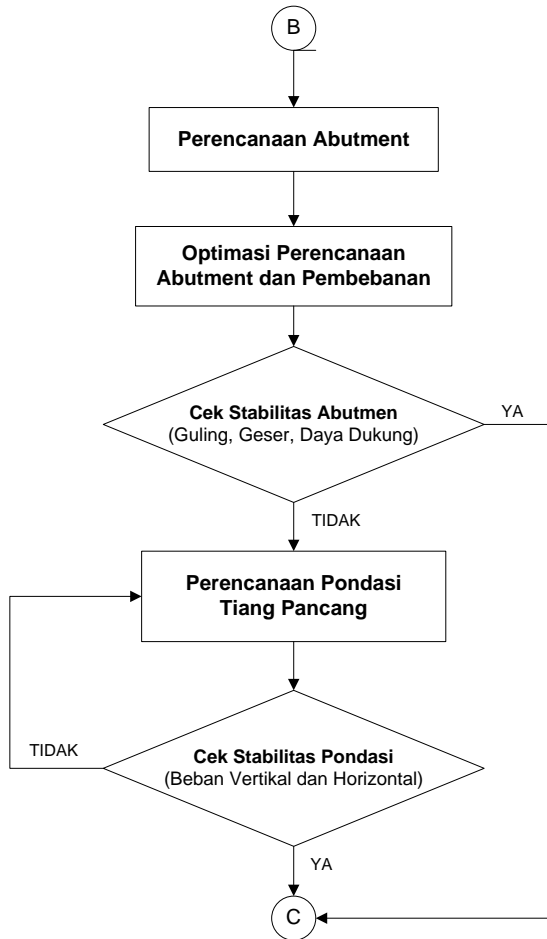 B
Perencanaan Abutment
Optimasi Perencanaan
Abutment dan Pembebanan
Cek Stabilitas Abutmen
(Guling, Geser, Daya Dukung)
YA
TIDAK
Perencanaan Pondasi
Tiang Pancang
TIDAK
Cek Stabilitas Pondasi
(Beban Vertikal dan Horizontal)
YA
C